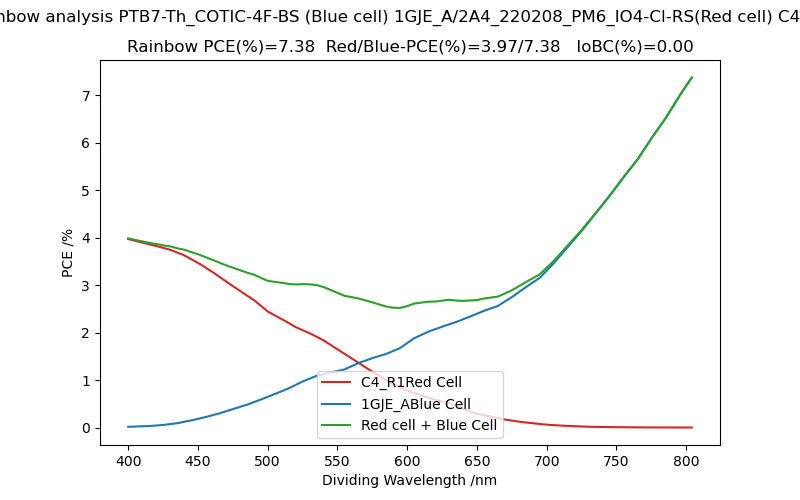 nbow analysis PTB7-Th_COTIC-4F-BS (Blue cell) 1GJE_A/2A4_220208_PM6_IO4-Cl-RS(Red cell) C4
Rainbow PCE(%)=7.38 Red/Blue-PCE(%)=3.97/7.38 IoBC(%)=0.00
PCE /%
7
6
5
4
3
2
1
0
C4_R1Red Cell
1GJE_ABlue Cell
Red cell + Blue Cell
400 450 500 550 600 650 700 750 800
Dividing Wavelength /nm